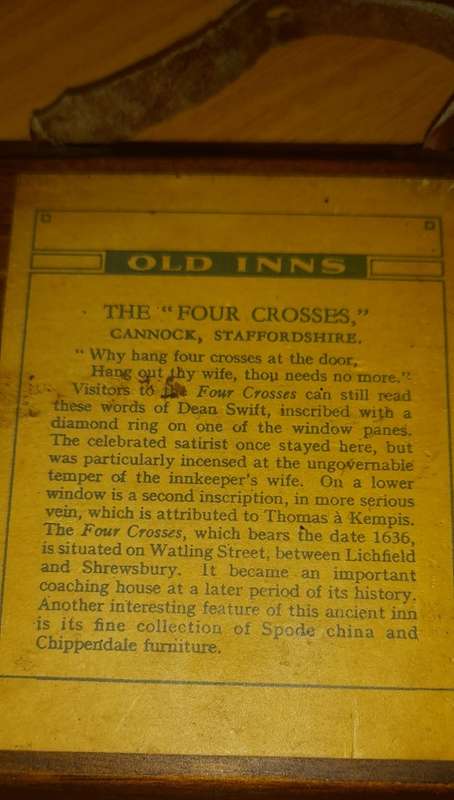 OLD INNS
THE "FOUR CROSSES,"
CANNOCK, STAFFORDSHIRE.
"Why hang four crosses at the door,
Hang out thy wife, thou needs no more."
Visitors to the Four Crosses can still read
these words of Dean Swift, inscribed with a
diamond ring on one of the window panes.
The celebrated satirist once stayed here, but
was particularly incensed at the ungovernable
temper of the innkeeper's wife. On a lower
window is a second inscription, in more serious
vein, which is attributed to Thomas à Kempis.
The Four Crosses, which bears the date 1636,
is situated on Watling Street, between Lichfield
and Shrewsbury. It became an important
coaching house at a later period of its history.
Another interesting feature of this ancient inn
is its fine collection of Spode china and
Chippendale furniture.